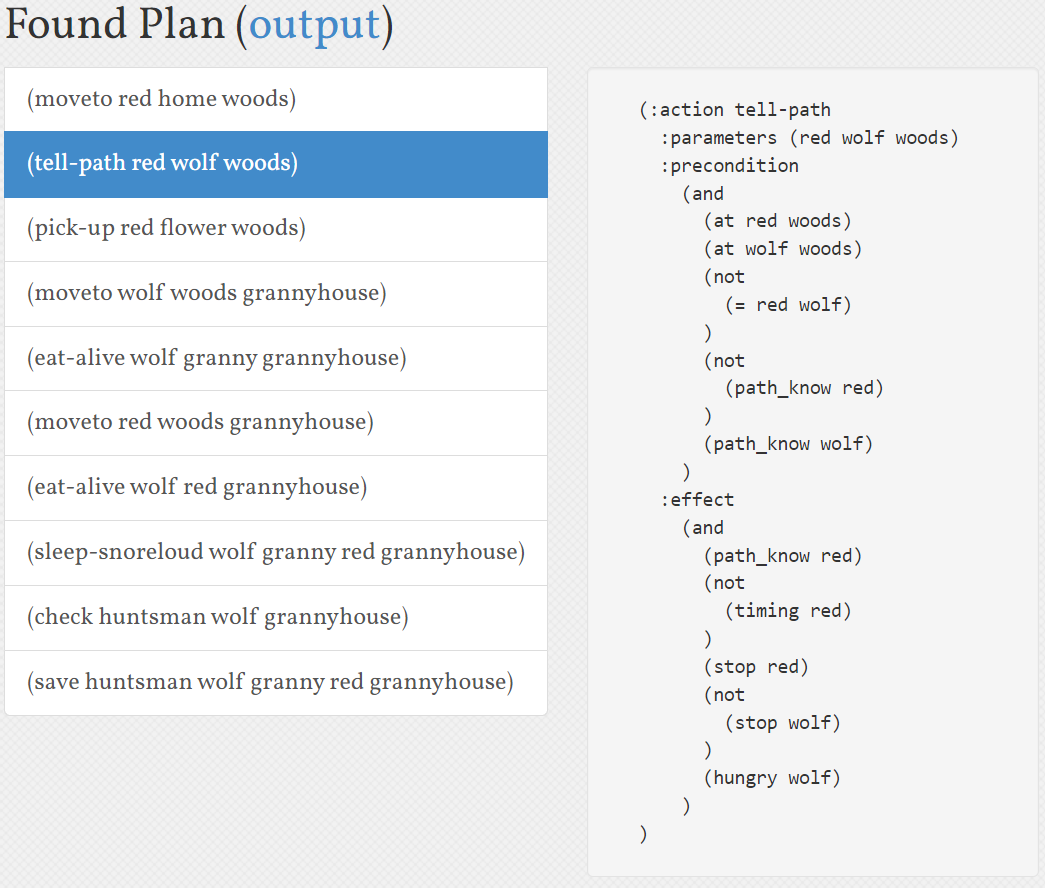 Found Plan (output)
(moveto red home woods)
(tell-path red wolf woods)
(pick-up red flower woods)
(moveto wolf woods grannyhouse)
(eat-alive wolf granny grannyhouse)
(moveto red woods grannyhouse)
(eat-alive wolf red grannyhouse)
(sleep-snoreloud wolf granny red grannyhouse)
(check huntsman wolf grannyhouse)
(save huntsman wolf granny red grannyhouse)
(:action tell-path
:parameters (red wolf woods)
:precondition
(and
(at red woods)
(at wolf woods)
(not
(= red wolf)
)
(not
(path_know red)
)
(path_know wolf)
)
:effect
(and
(path_know red)
(not
(timing red)
)
(stop red)
(not
(stop wolf)
)
(hungry wolf)
)
)